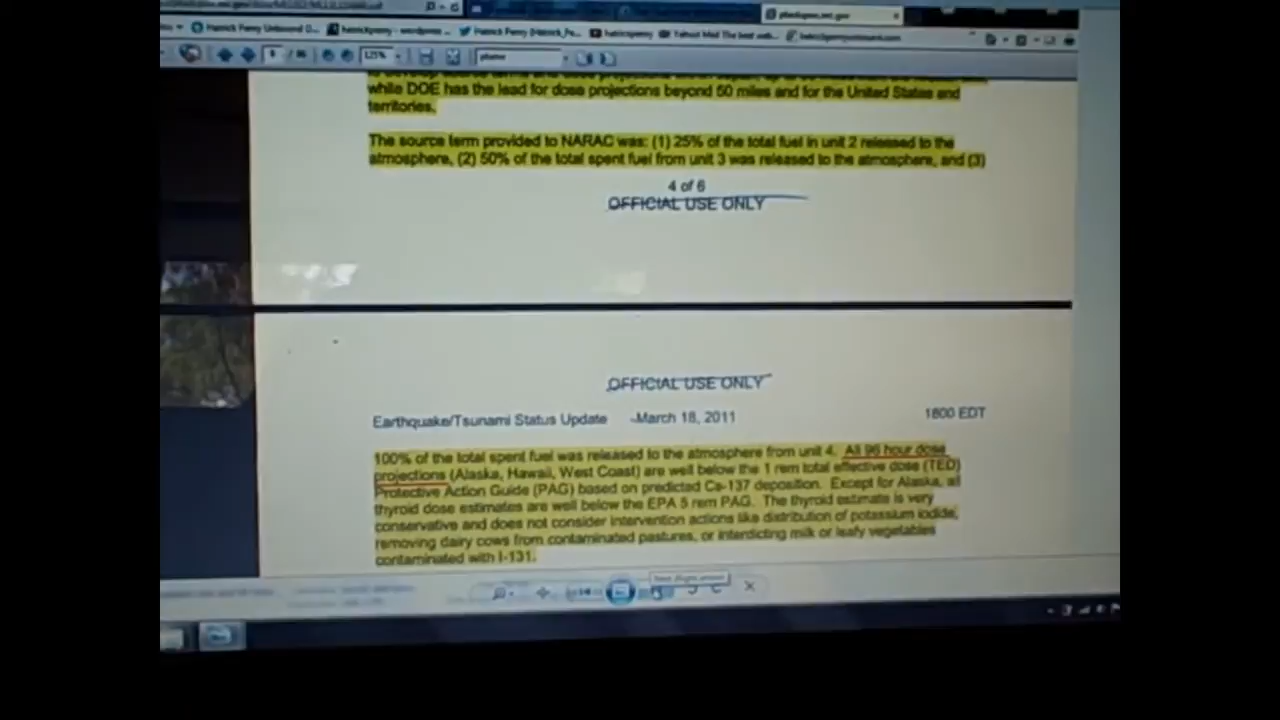 Patrick Perry Unbound
125%
while DOE has the lead for dose projections beyond 50 miles and for the United States and
territories.
The source term provided to NARAC was: (1) 25% of the total fuel in unit 2 released to the
atmosphere, (2) 50% of the total spent fuel from unit 3 was released to the atmosphere, and (3)
4 of 6
OFFICIAL USE ONLY
OFFICIAL USE ONLY
Earthquake/Tsunami Status Update March 18, 2011 1800 EDT
100% of the total spent fuel was released to the atmosphere from unit 4. All 96 hour dose
projections (Alaska, Hawaii, West Coast) are well below the 1 rem total effective dose (TED)
Protective Action Guide (PAG) based on predicted Cs-137 deposition. Except for Alaska, all
thyroid dose estimates are well below the EPA 5 rem PAG. The thyroid estimate is very
conservative and does not consider intervention actions like distribution of potassium iodide,
removing dairy cows from contaminated pastures, or interdicting milk or leafy vegetables
contaminated with I-131.